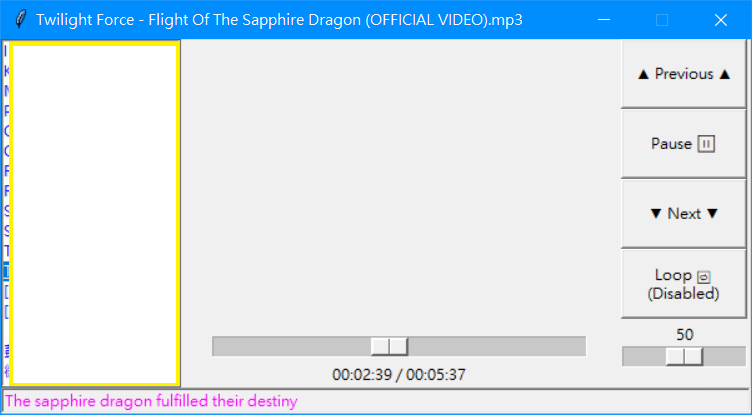 Twilight Force - Flight Of The Sapphire Dragon (OFFICIAL VIDEO).mp3
▲ Previous ▲
Pause
▼ Next ▼
Loop
(Disabled)
50
00:02:39 / 00:05:37
The sapphire dragon fulfilled their destiny